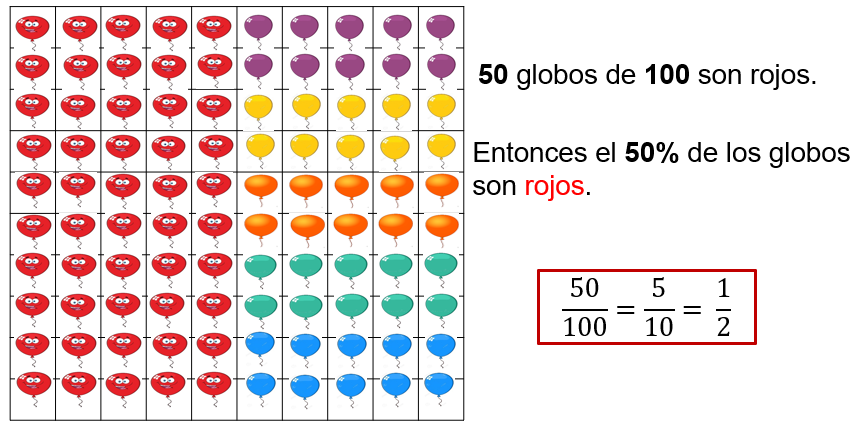 50 globos de 100 son rojos.
Entonces el 50% de los globos
son rojos.
50/100 = 5/10 = 1/2